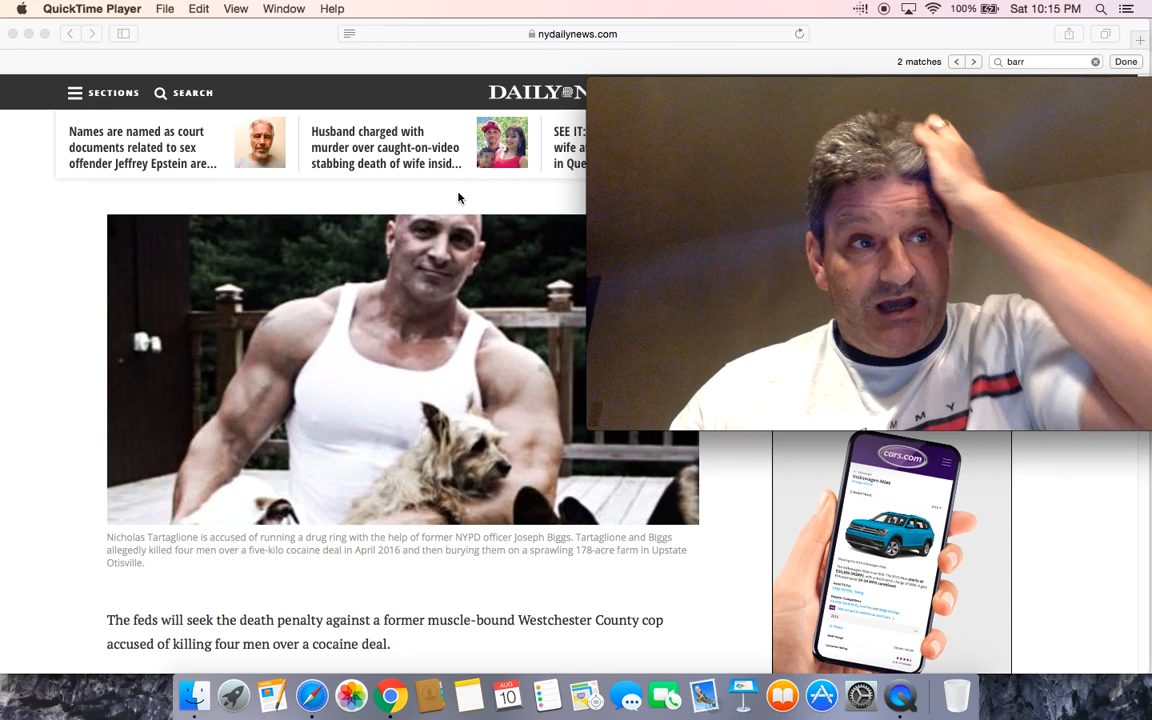 QuickTime Player File Edit View Window Help
100% Sat 10:15 PM
nydailynews.com
2 matches barr Done
SECTIONS SEARCH
DAILY N
Names are named as court
documents related to sex
offender Jeffrey Epstein are...
Husband charged with
murder over caught-on-video
stabbing death of wife insid...
SEE IT:
wife a
in Que
Nicholas Tartaglione is accused of running a drug ring with the help of former NYPD officer Joseph Biggs. Tartaglione and Biggs
allegedly killed four men over a five-kilo cocaine deal in April 2016 and then burying them on a sprawling 178-acre farm in Upstate
Otisville.
The feds will seek the death penalty against a former muscle-bound Westchester County cop
accused of killing four men over a cocaine deal.
cars.com
Volkswagen Atlas
M M Y
AUG
10